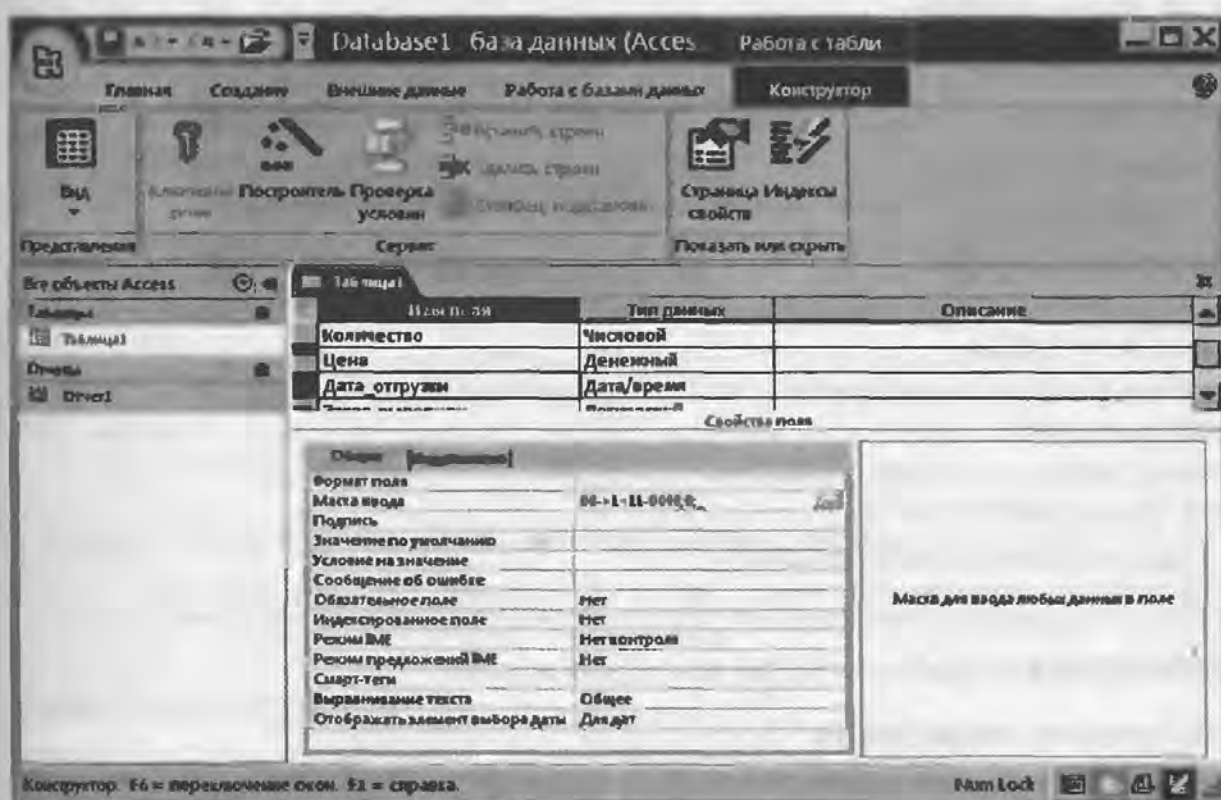 Database1 база данных (Acces
Работа с табли
Главная Создание Внешние данные Работа с базами данных Конструктор
Вид
Построитель
Проверка условий
Страница свойств
Индексы
Представления
Сервис
Показать или скрыть
Все объекты Access
Таблицы
Таблица1
Отчеты
Отчет1
Таблица1
Имя поля Тип данных Описание
Количество Числовой
Цена Денежный
Дата_отгрузки Дата/время
Свойства поля
Общие
Формат поля
Маска ввода
Подпись
Значение по умолчанию
Условие на значение
Сообщение об ошибке
Обязательное поле Нет
Индексированное поле Нет
Режим IME Нет контроля
Режим предложений IME Нет
Смарт-теги
Выравнивание текста Общее
Отображать элемент выбора даты Для дат
Маска для ввода любых данных в поле
Конструктор. F6 = переключение окон. F1 = справка.
Num Lock